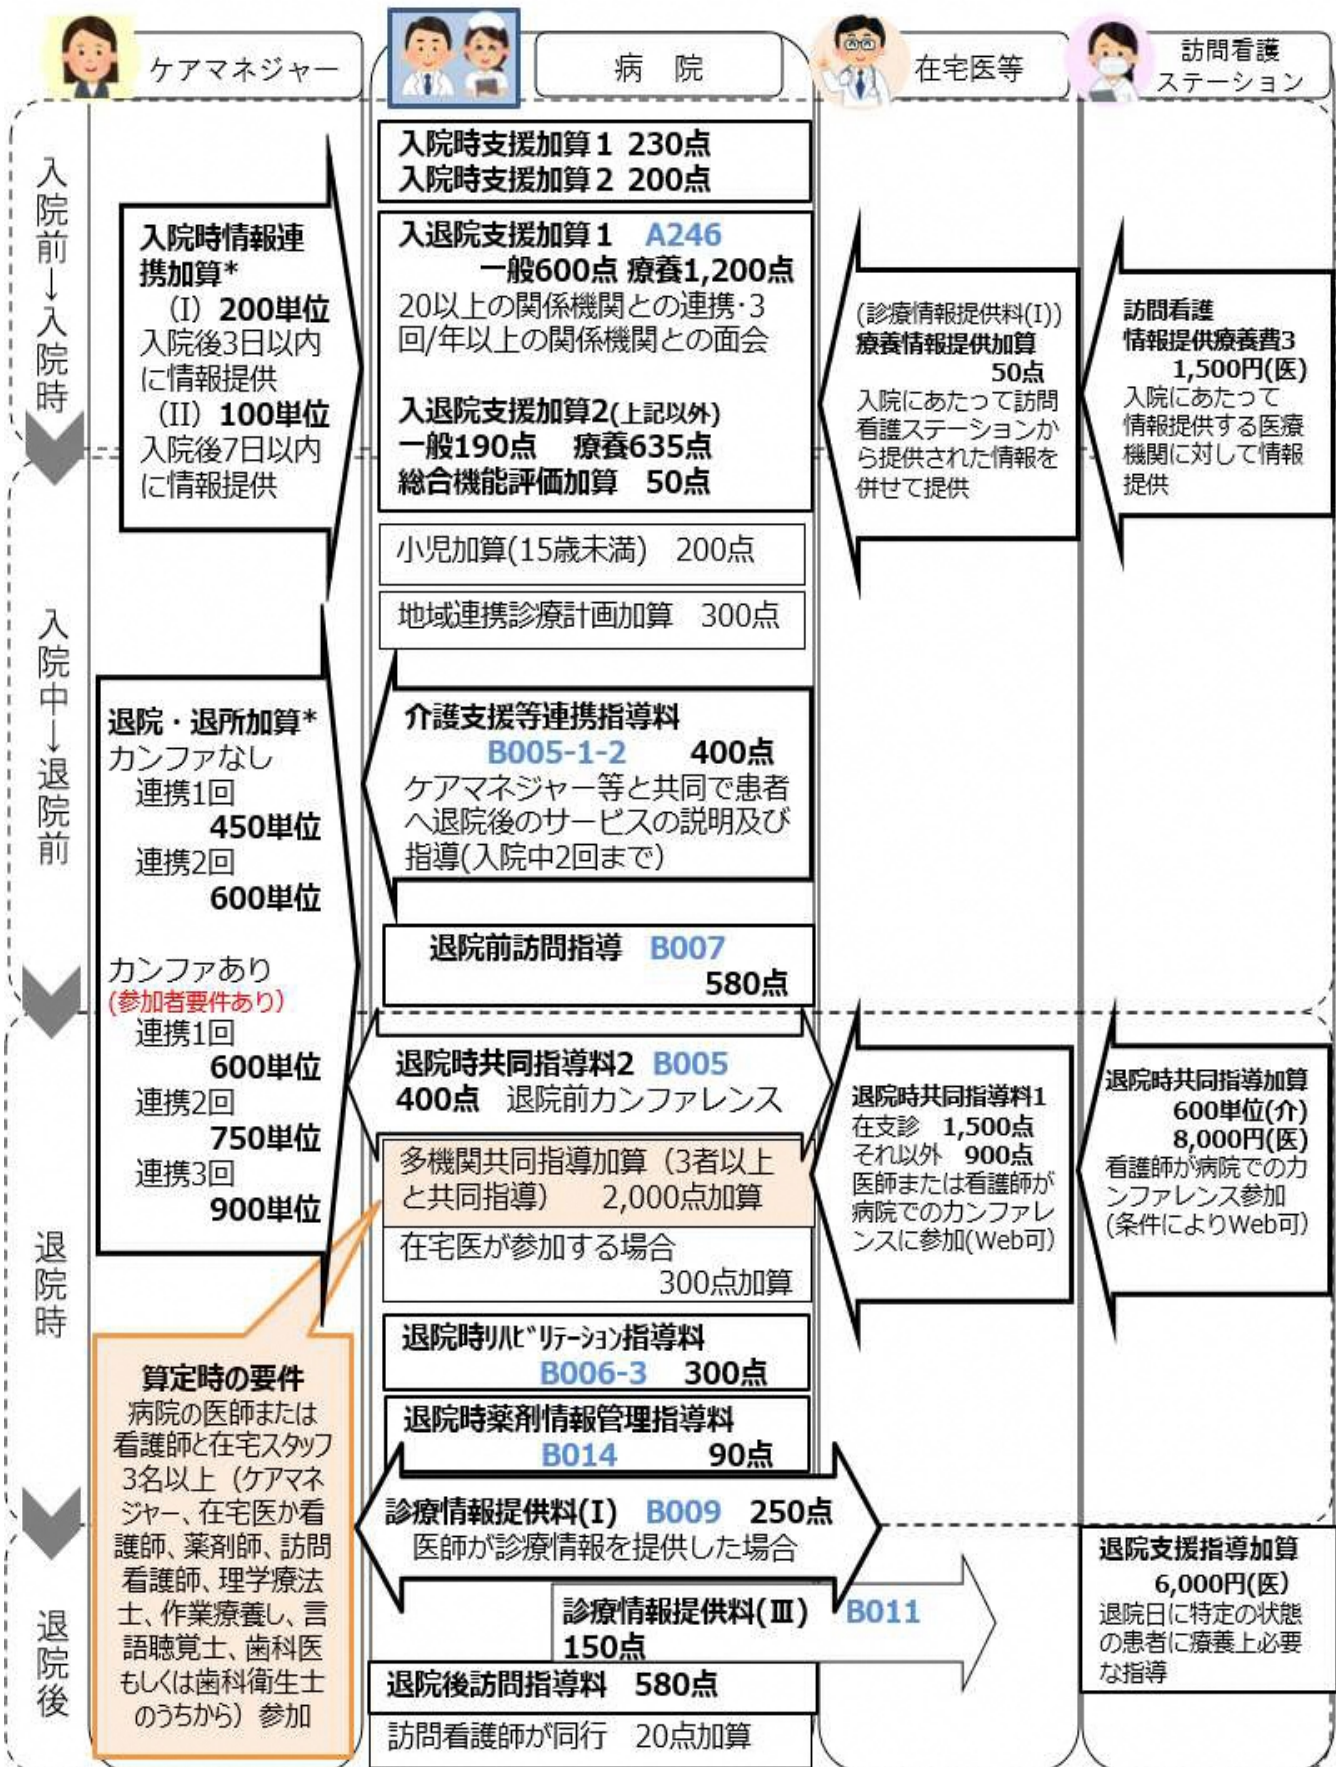 ケアマネジャー
病 院
在宅医等
訪問看護
ステーション
入院前→入院時
入院時支援加算1 230点
入院時支援加算2 200点
入院時情報連
携加算*
(I) 200単位
入院後3日以内
に情報提供
(II) 100単位
入院後7日以内
に情報提供
入退院支援加算1 A246
一般600点 療養1,200点
20以上の関係機関との連携・3
回/年以上の関係機関との面会
入退院支援加算2(上記以外)
一般190点 療養635点
総合機能評価加算 50点
(診療情報提供料(I))
療養情報提供加算
50点
入院にあたって訪問
看護ステーションか
ら提供された情報を
併せて提供
訪問看護
情報提供療養費3
1,500円(医)
入院にあたって
情報提供する医療
機関に対して情報
提供
小児加算(15歳未満) 200点
地域連携診療計画加算 300点
入院中→退院前
退院・退所加算*
カンファなし
連携1回
450単位
連携2回
600単位
カンファあり
(参加者要件あり)
連携1回
600単位
連携2回
750単位
連携3回
900単位
介護支援等連携指導料
B005-1-2 400点
ケアマネジャー等と共同で患者
へ退院後のサービスの説明及び
指導(入院中2回まで)
退院前訪問指導 B007
580点
退院時
退院時共同指導料2 B005
400点 退院前カンファレンス
多機関共同指導加算(3者以上
と共同指導) 2,000点加算
在宅医が参加する場合
300点加算
退院時共同指導料1
在支診 1,500点
それ以外 900点
医師または看護師が
病院でのカンファレ
ンスに参加(Web可)
退院時共同指導加算
600単位(介)
8,000円(医)
看護師が病院でのカ
ンファレンス参加
(条件によりWeb可)
退院時リハビリテーション指導料
B006-3 300点
退院時薬剤情報管理指導料
B014 90点
算定時の要件
病院の医師または
看護師と在宅スタッフ
3名以上(ケアマネ
ジャー、在宅医か看
護師、薬剤師、訪問
看護師、理学療法
士、作業療養し、言
語聴覚士、歯科医
もしくは歯科衛生士
のうちから)参加
診療情報提供料(I) B009 250点
医師が診療情報を提供した場合
退院後
診療情報提供料(III) B011
150点
退院後訪問指導料 580点
訪問看護師が同行 20点加算
退院支援指導加算
6,000円(医)
退院日に特定の状態
の患者に療養上必要
な指導